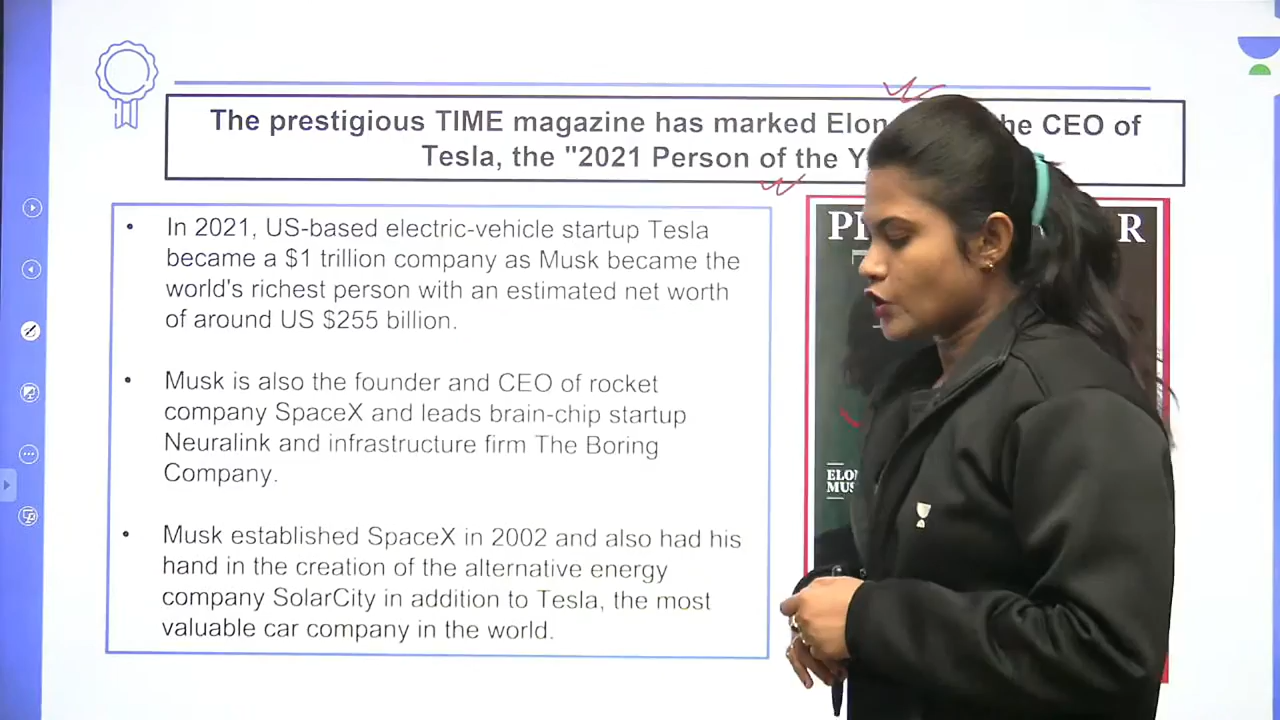 The prestigious TIME magazine has marked Elon he CEO of
Tesla, the "2021 Person of the Y
• In 2021, US-based electric-vehicle startup Tesla
became a $1 trillion company as Musk became the
world's richest person with an estimated net worth
of around US $255 billion.
• Musk is also the founder and CEO of rocket
company SpaceX and leads brain-chip startup
Neuralink and infrastructure firm The Boring
Company.
• Musk established SpaceX in 2002 and also had his
hand in the creation of the alternative energy
company SolarCity in addition to Tesla, the most
valuable car company in the world.
R
ELO
MUS